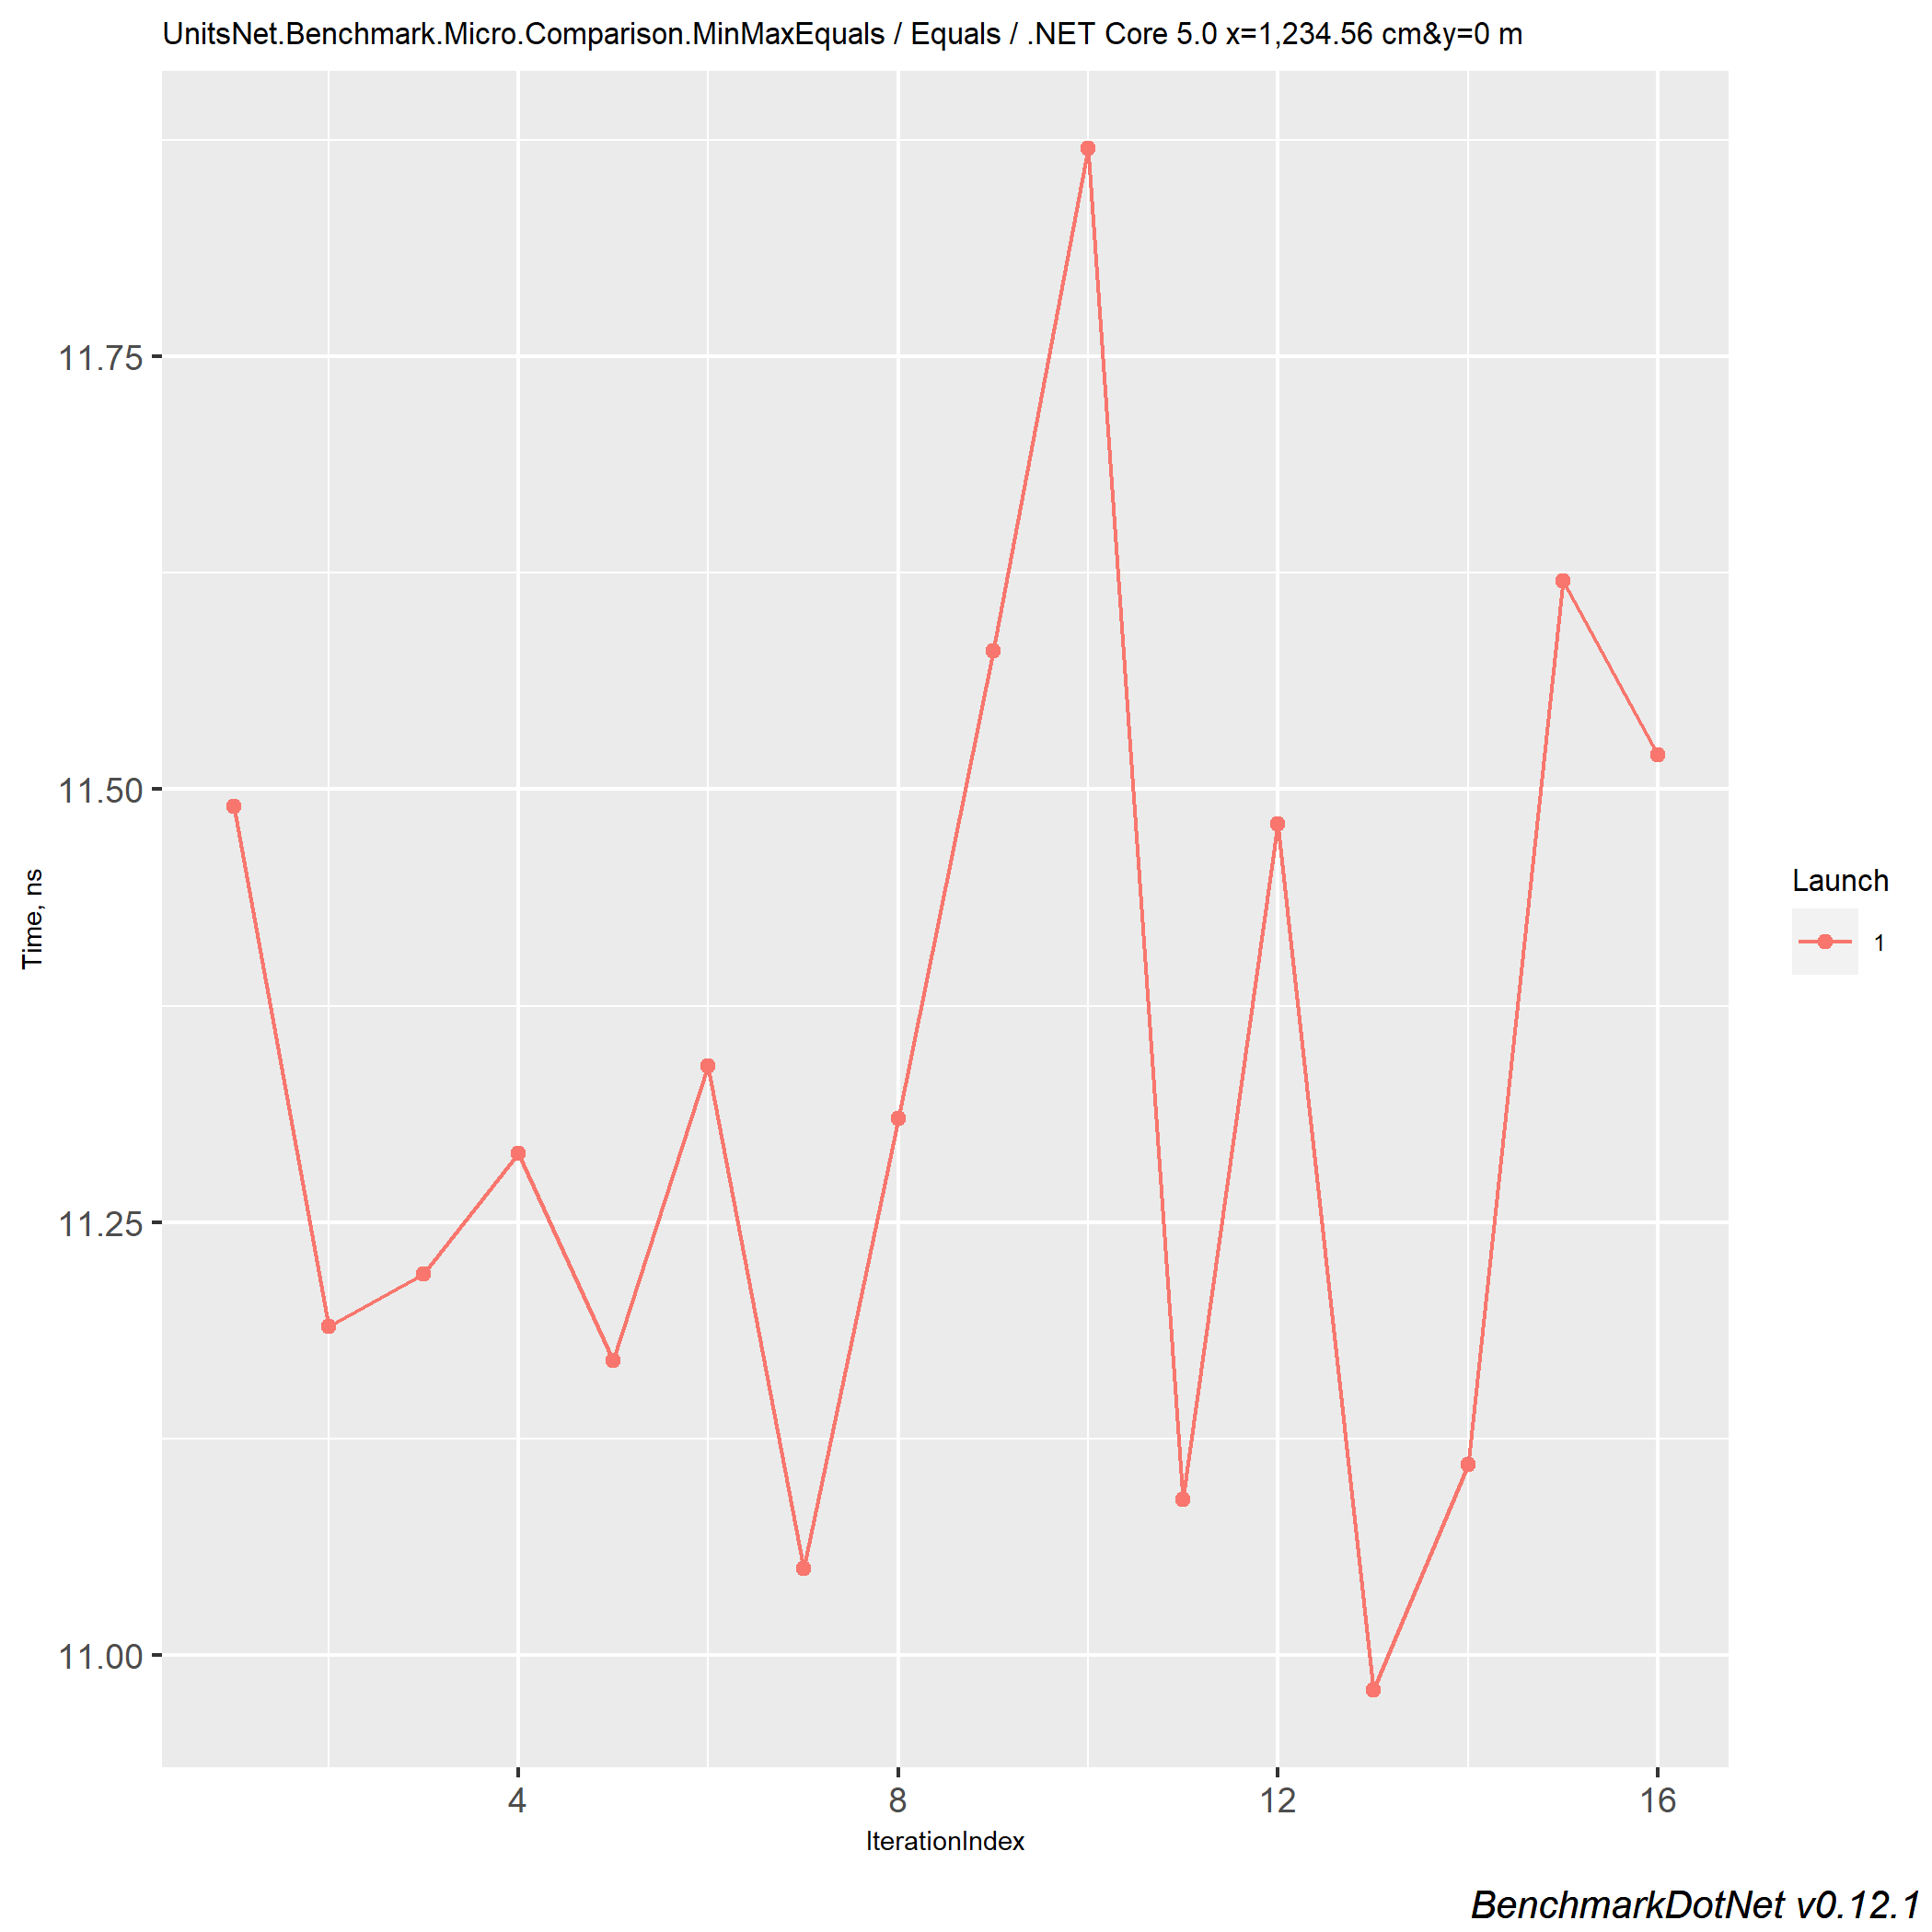 UnitsNet.Benchmark.Micro.Comparison.MinMaxEquals / Equals / .NET Core 5.0 x=1,234.56 cm&y=0 m
11.75
11.50
11.25
11.00
Time, ns
4 8 12 16
IterationIndex
Launch
1
BenchmarkDotNet v0.12.1